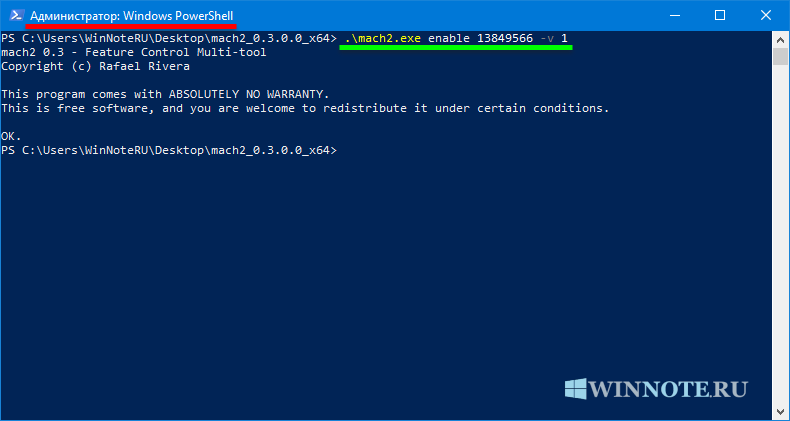 Администратор: Windows PowerShell
PS C:\Users\WinNoteRU\Desktop\mach2_0.3.0.0_x64> .\mach2.exe enable 13849566 -v 1
mach2 0.3 - Feature Control Multi-tool
Copyright (c) Rafael Rivera
This program comes with ABSOLUTELY NO WARRANTY.
This is free software, and you are welcome to redistribute it under certain conditions.
OK.
PS C:\Users\WinNoteRU\Desktop\mach2_0.3.0.0_x64>
WINNOTE.RU